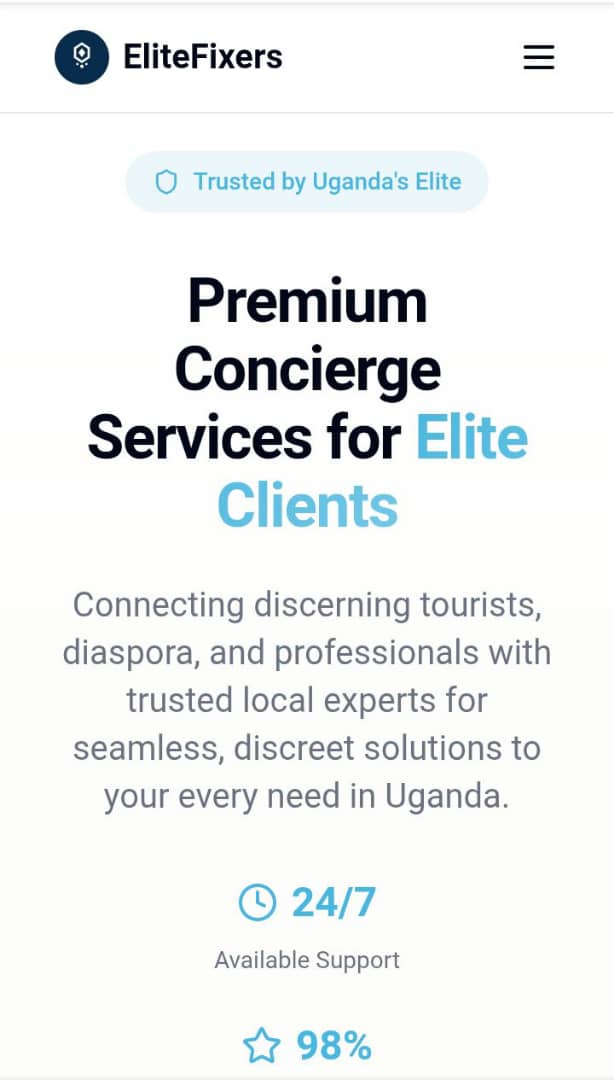 EliteFixers
Trusted by Uganda's Elite
Premium
Concierge
Services for Elite
Clients
Connecting discerning tourists,
diaspora, and professionals with
trusted local experts for
seamless, discreet solutions to
your every need in Uganda.
24/7
Available Support
98%